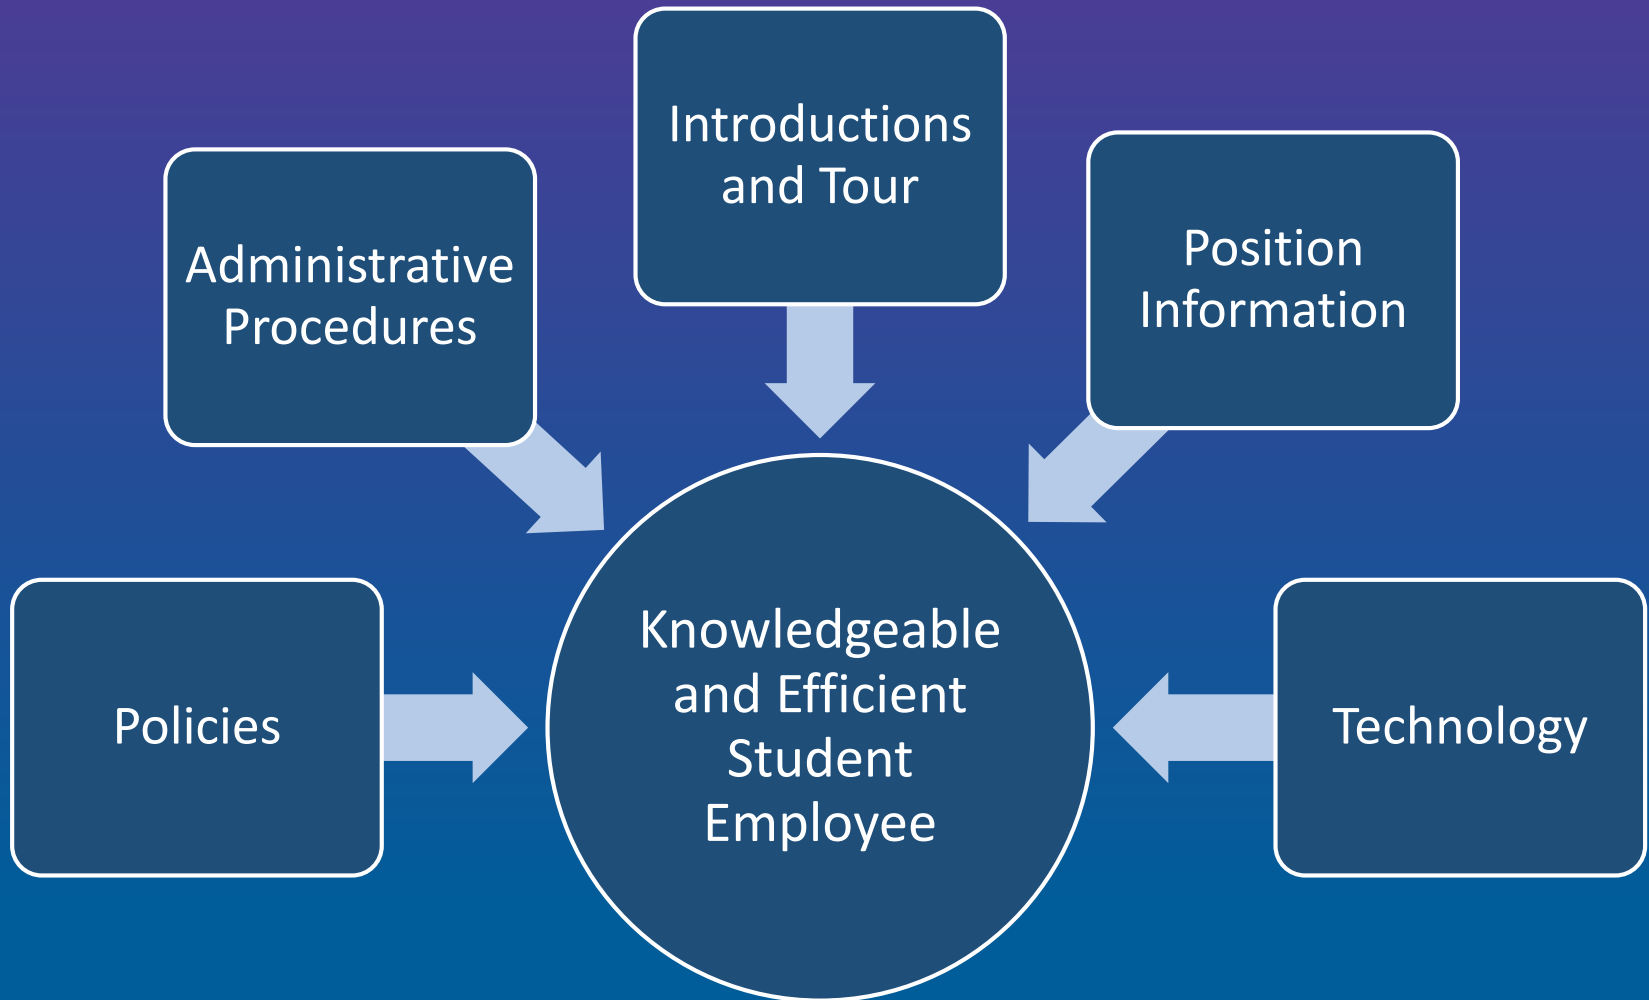 Introductions
and Tour
Administrative
Procedures
Position
Information
Policies
Knowledgeable
and Efficient
Student
Employee
Technology